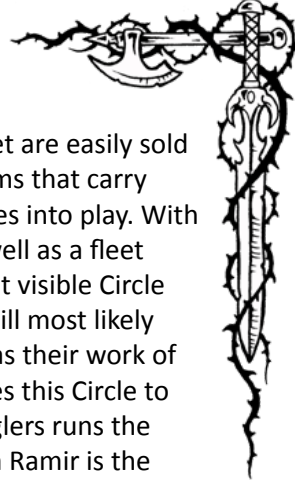 et are easily sold
ms that carry
es into play. With
well as a fleet
t visible Circle
ill most likely
ns their work of
es this Circle to
glers runs the
n Ramir is the